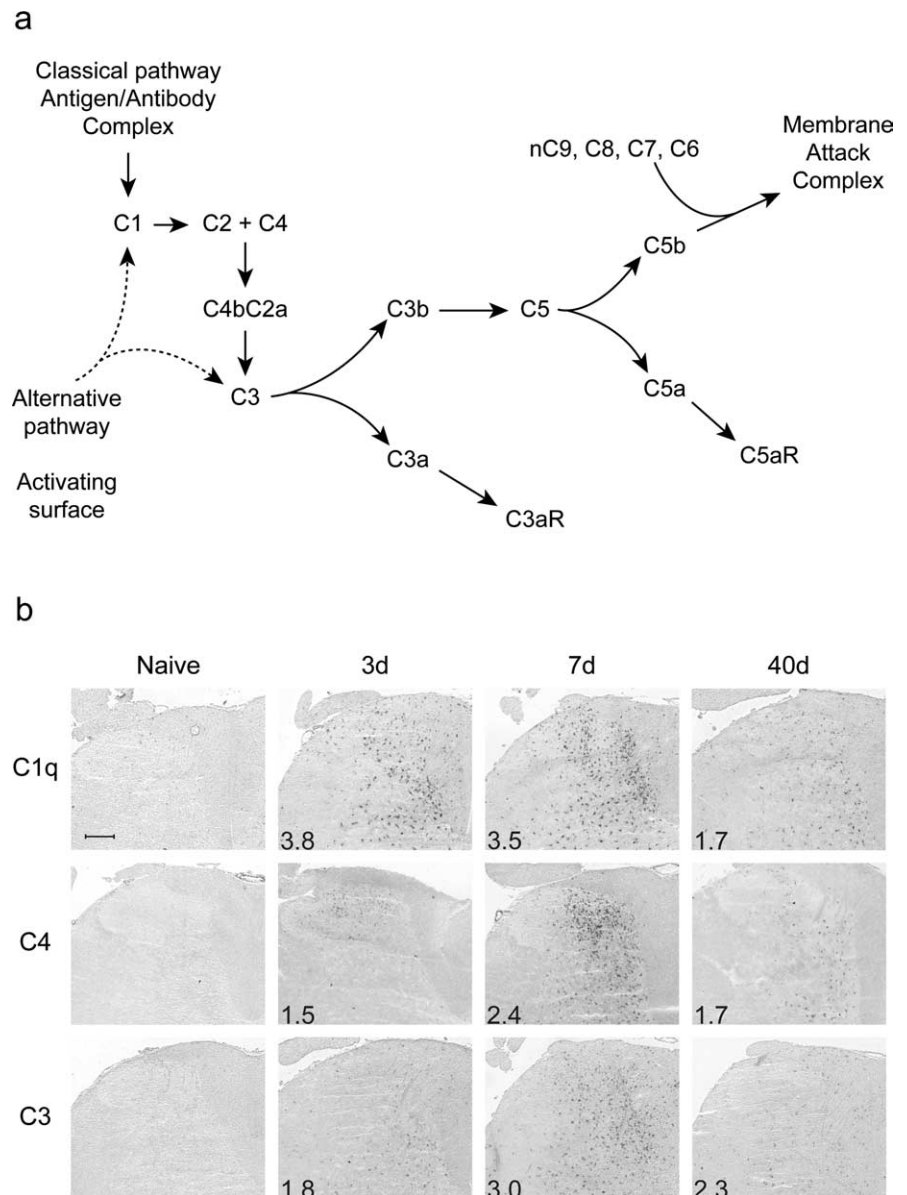 a
Classical pathway
Antigen/Antibody
Complex
nC9, C8, C7, C6
Membrane
Attack
Complex
C1
C2 + C4
C5b
C4bC2a
C3b
C5
Alternative
pathway
C3
C5a
Activating
surface
C3a
C5aR
C3aR
b
Naive
3d
7d
40d
C1q
3.8
3.5
1.7
C4
1.5
2.4
1.7
C3
1.8
3.0
2.3